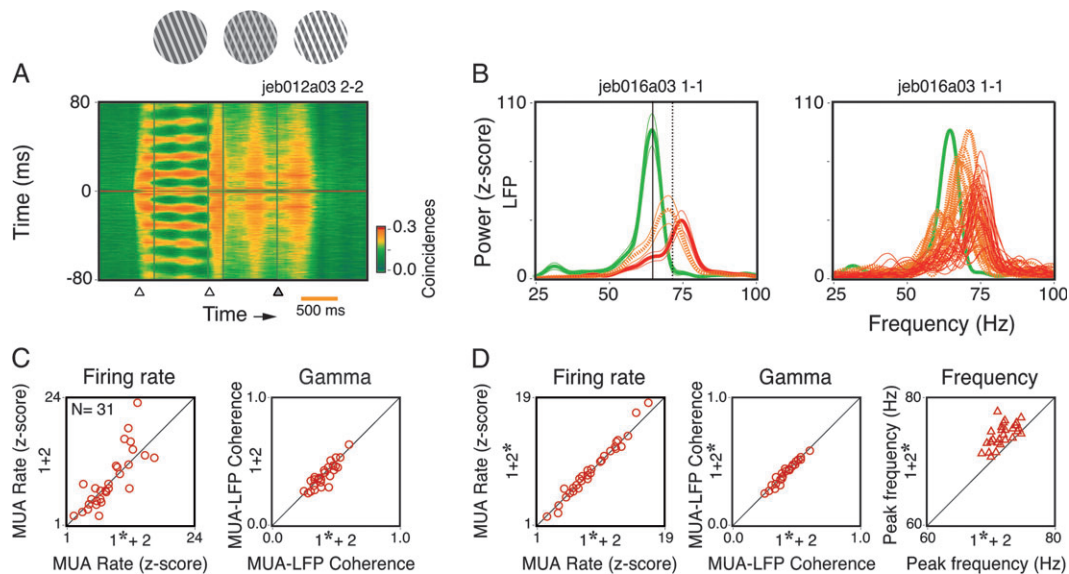 A
jeb012a03 2-2
80
0
-80
Time (ms)
0.3
0.0
Coincidences
Time
500 ms
B
jeb016a03 1-1
jeb016a03 1-1
Power (z-score)
LFP
110
0
25 50 75 100
110
0
25 50 75 100
Frequency (Hz)
C
Firing rate
24
N= 31
MUA Rate (z-score)
1+2
1
1 24
1*+ 2
MUA Rate (z-score)
Gamma
1.0
MUA-LFP Coherence
1+2
0.0
0.0 1.0
1*+ 2
MUA-LFP Coherence
D
Firing rate
19
MUA Rate (z-score)
1+2*
1
1 19
1*+ 2
MUA Rate (z-score)
Gamma
1.0
MUA-LFP Coherence
1+2*
0.0
0.0 1.0
1*+ 2
MUA-LFP Coherence
Frequency
80
Peak frequency (Hz)
1+2*
60
60 80
1*+ 2
Peak frequency (Hz)